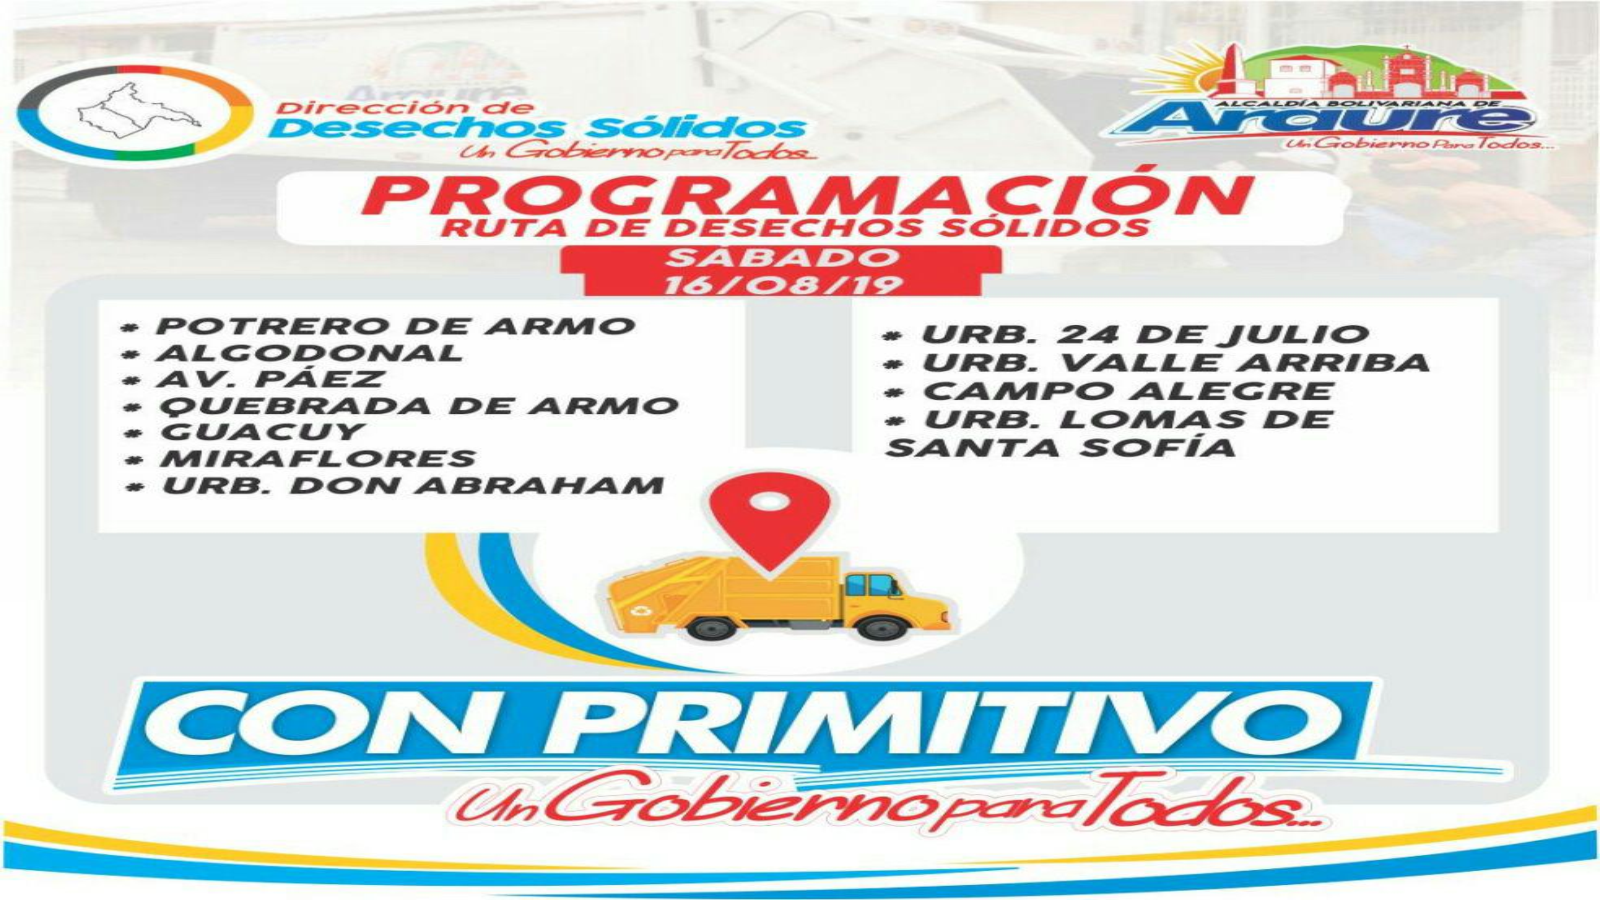 Dirección de
Desechos Sólidos
Un Gobierno para Todos...
ALCALDÍA BOLIVARIANA DE
Araure
Un Gobierno Para Todos...
Araure
PROGRAMACIÓN
RUTA DE DESECHOS SÓLIDOS
SÁBADO
16/08/19
* POTRERO DE ARMO
* ALGODONAL
* AV. PÁEZ
* QUEBRADA DE ARMO
* GUACUY
* MIRAFLORES
* URB. DON ABRAHAM
* URB. 24 DE JULIO
* URB. VALLE ARRIBA
* CAMPO ALEGRE
* URB. LOMAS DE
SANTA SOFÍA
CON PRIMITIVO
Un Gobierno para Todos...